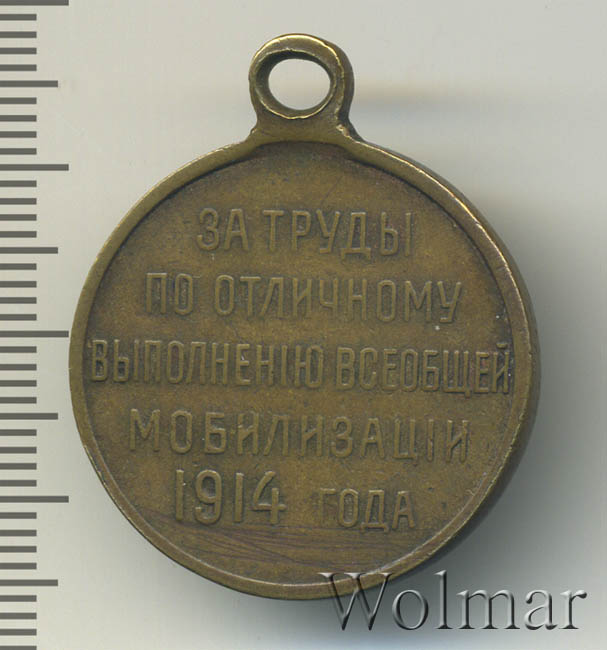 ЗА ТРУДЫ
ПО ОТЛИЧНОМУ
ВЫПОЛНЕНІЮ ВСЕОБЩЕЙ
МОБИЛИЗАЦІИ
1914 ГОДА
Wolmar